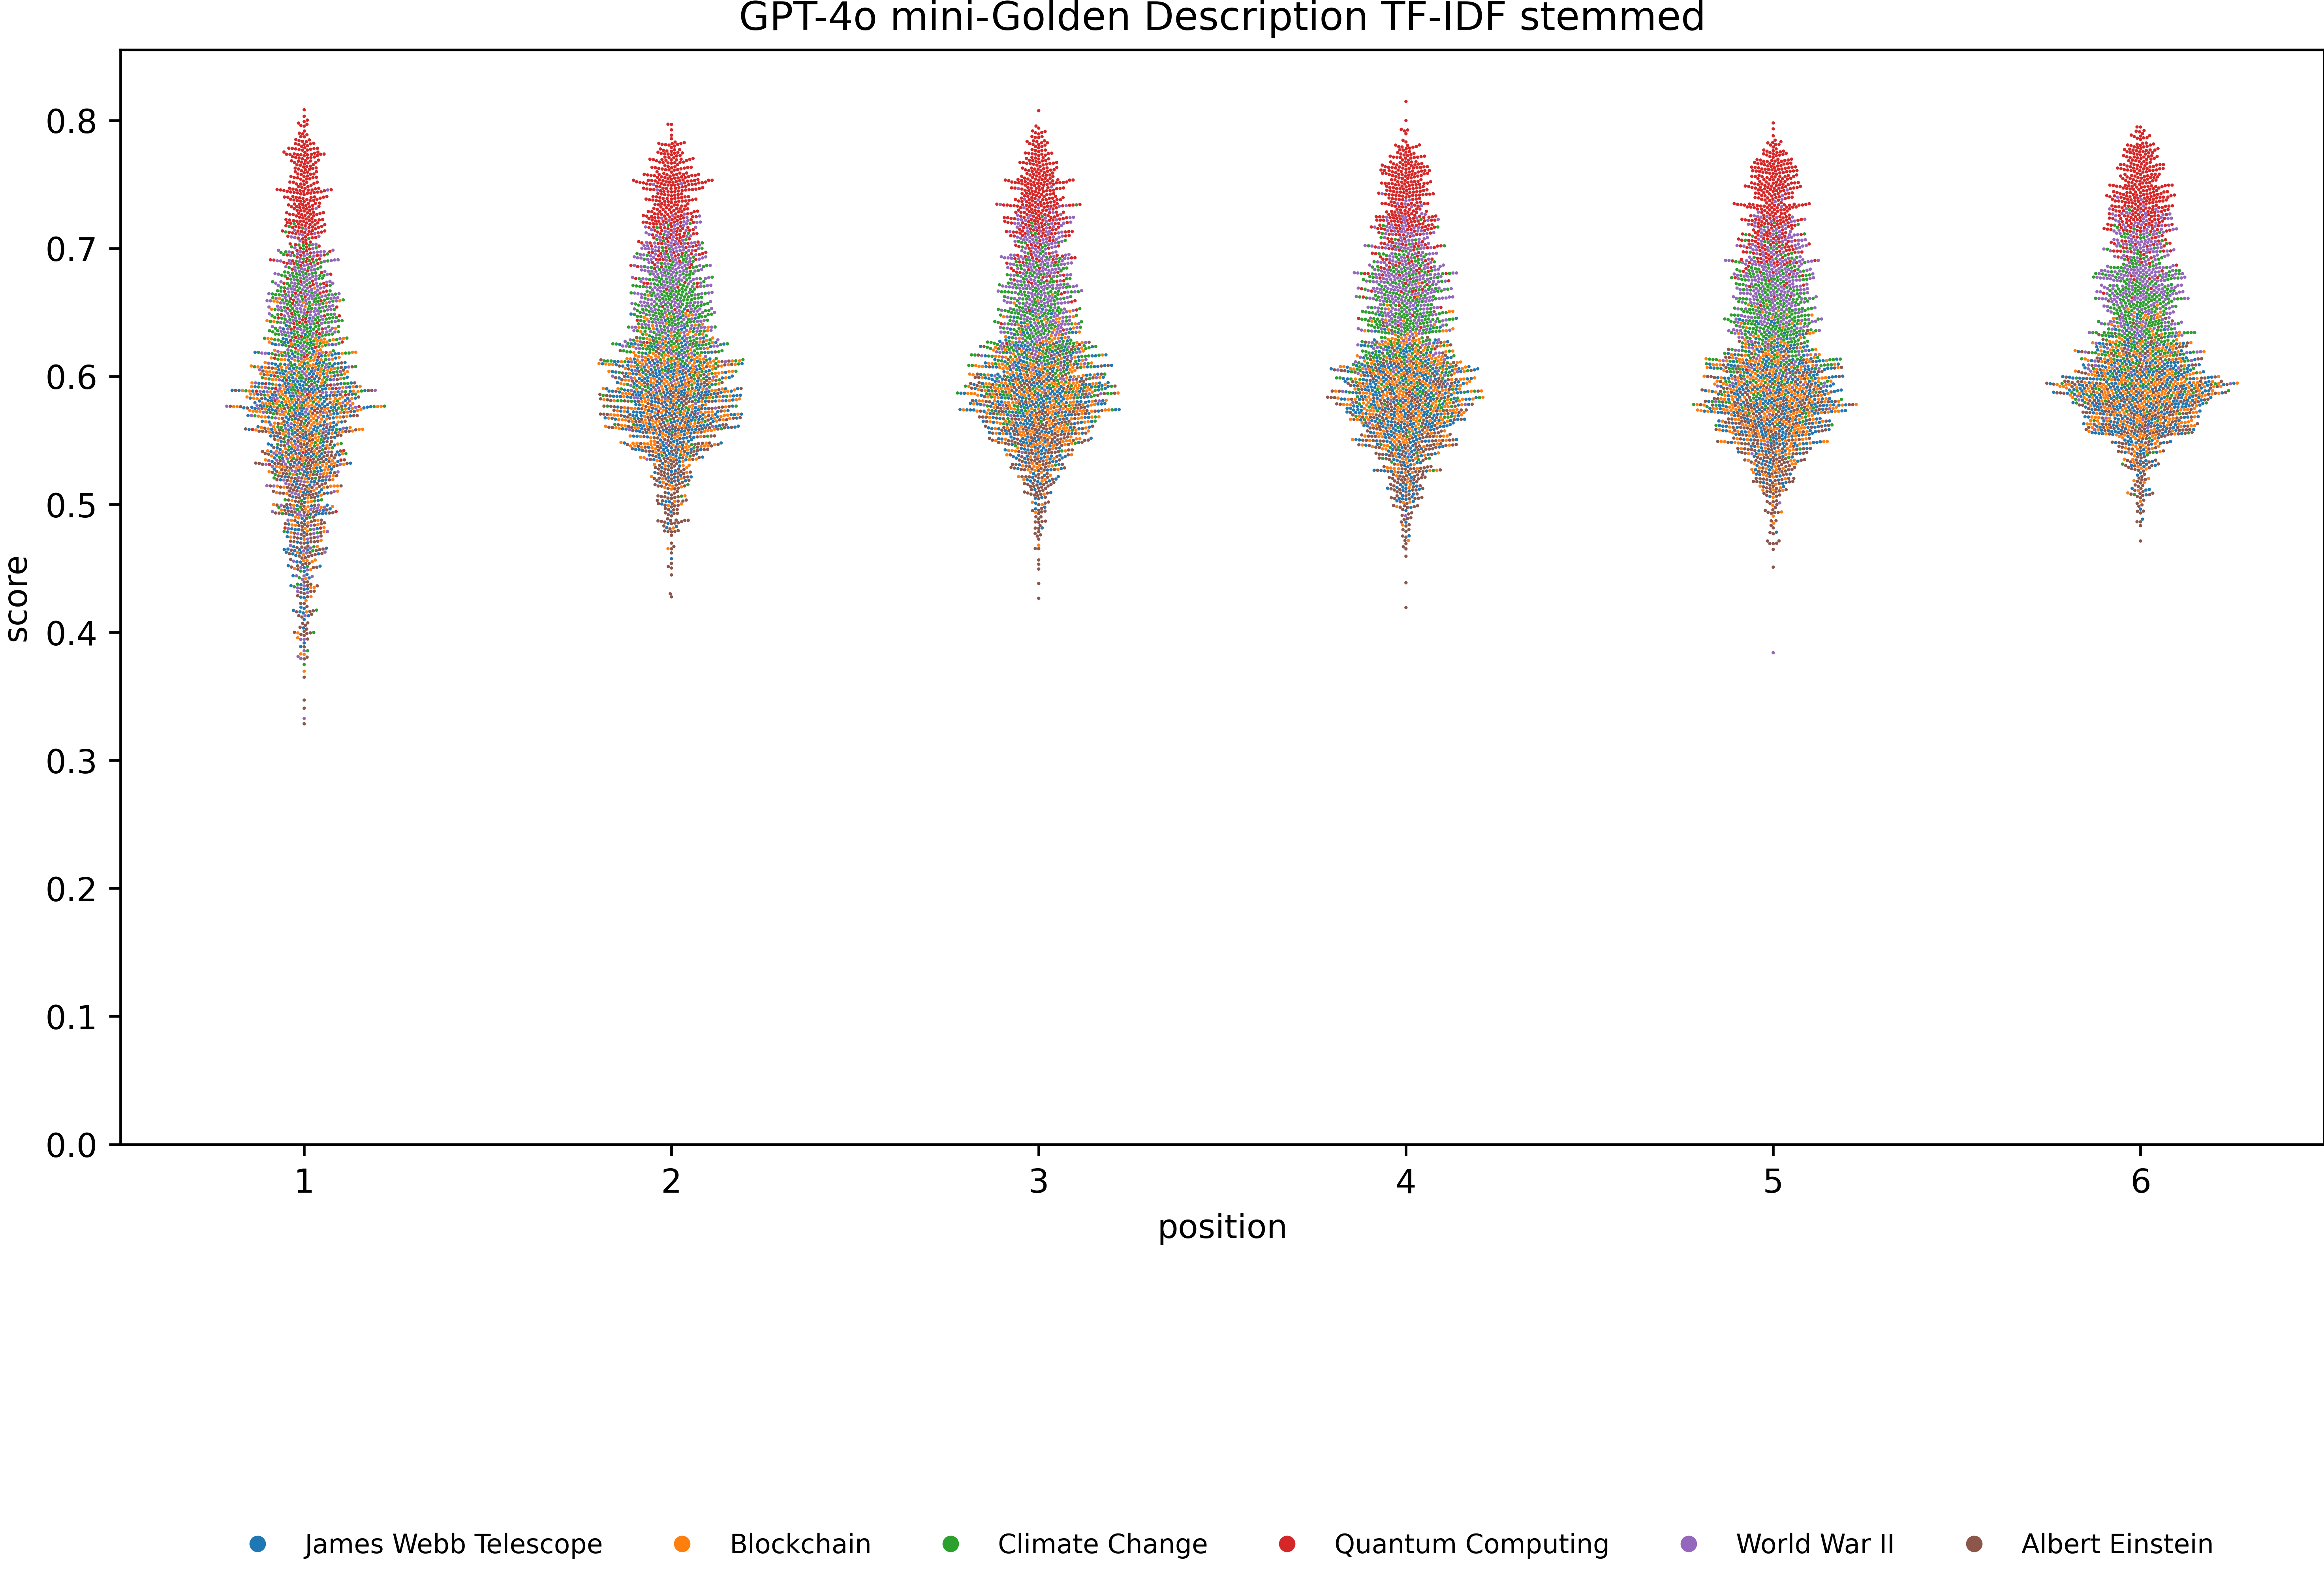 GPT-4o mini-Golden Description TF-IDF stemmed
score
0.8
0.7
0.6
0.5
0.4
0.3
0.2
0.1
0.0
1 2 3 4 5 6
position
James Webb Telescope Blockchain Climate Change Quantum Computing World War II Albert Einstein